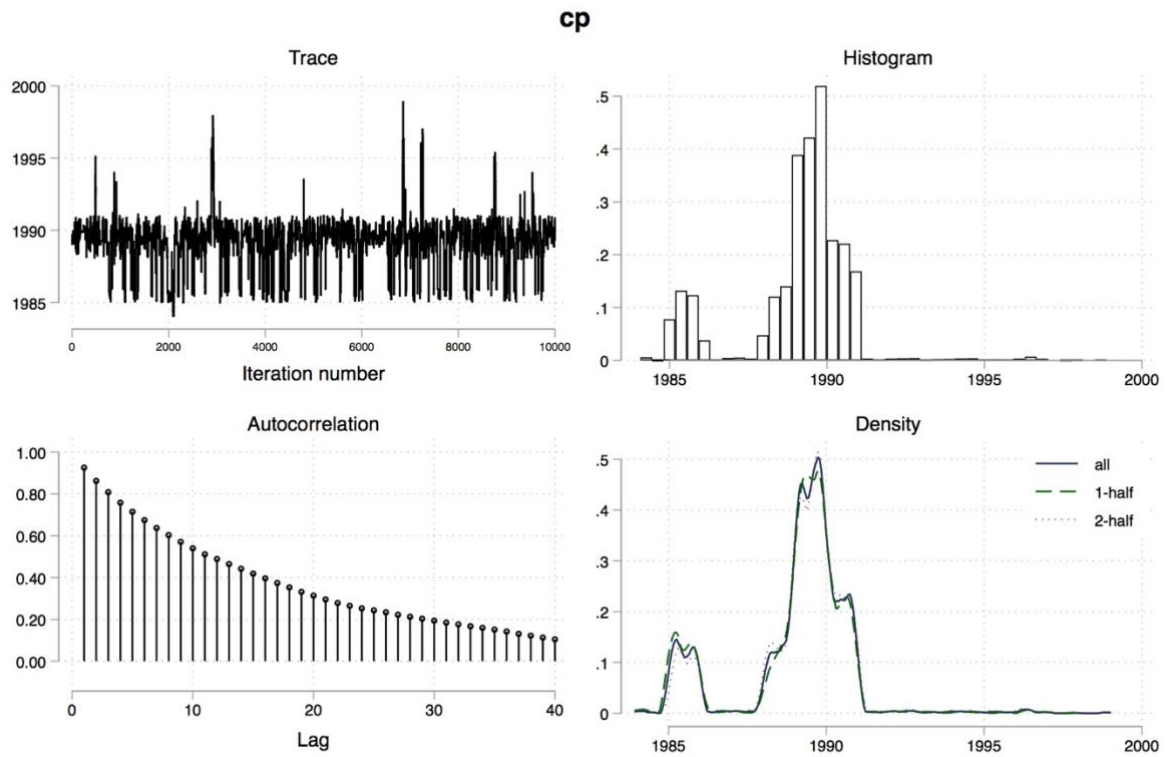 cp
Trace
2000
1995
1990
1985
0 2000 4000 6000 8000 10000
Iteration number
Histogram
.5
.4
.3
.2
.1
0
1985 1990 1995 2000
Autocorrelation
1.00
0.80
0.60
0.40
0.20
0.00
0 10 20 30 40
Lag
Density
all
1-half
2-half
.5
.4
.3
.2
.1
0
1985 1990 1995 2000